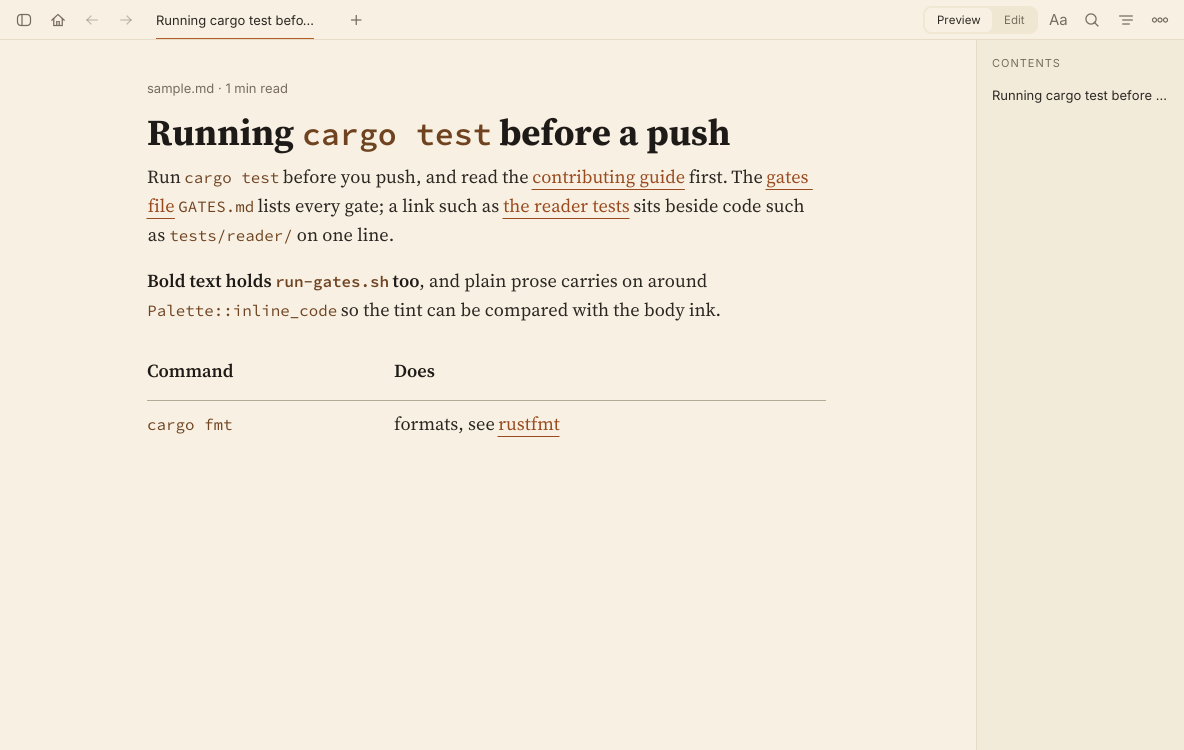 Running cargo test befo...
Preview
Edit
Aa
CONTENTS
Running cargo test before ...
sample.md · 1 min read
Running cargo test before a push
Run cargo test before you push, and read the contributing guide first. The gates
file GATES.md lists every gate; a link such as the reader tests sits beside code such
as tests/reader/ on one line.
Bold text holds run-gates.sh too, and plain prose carries on around
Palette::inline_code so the tint can be compared with the body ink.
Command Does
cargo fmt formats, see rustfmt